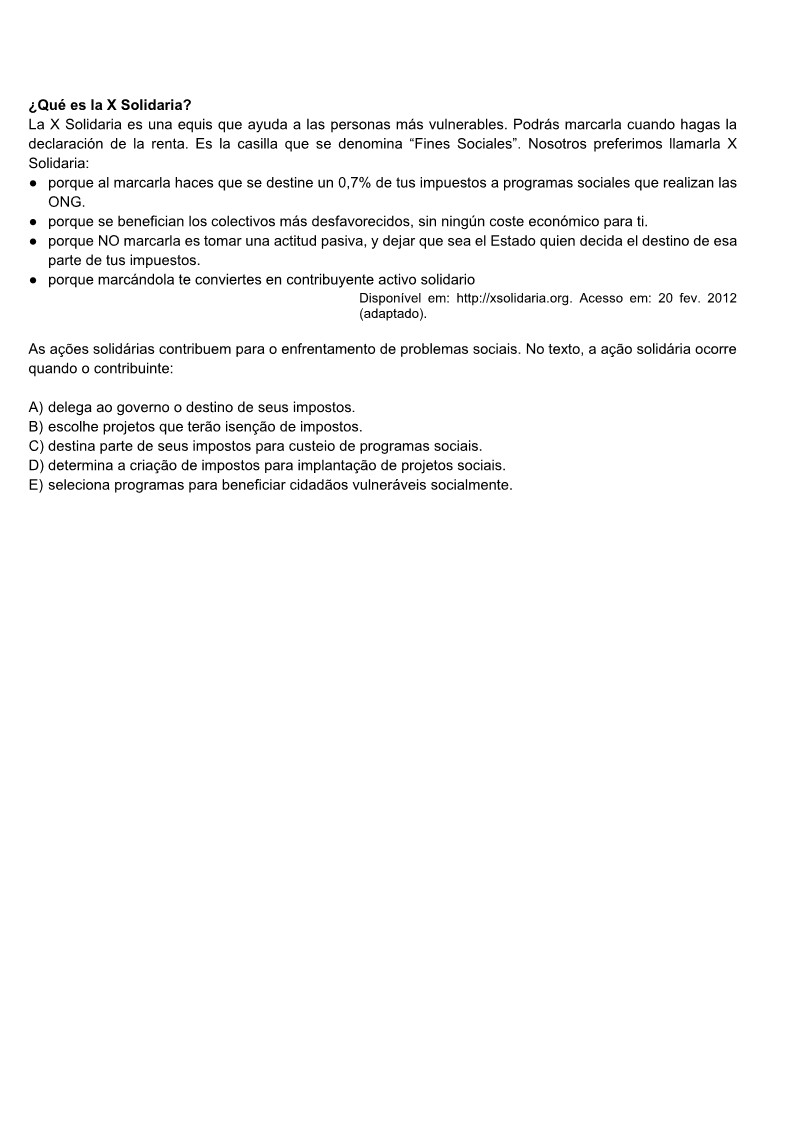 ¿Qué es la X Solidaria?
La X Solidaria es una equis que ayuda a las personas más vulnerables. Podrás marcarla cuando hagas la
declaración de la renta. Es la casilla que se denomina “Fines Sociales”. Nosotros preferimos llamarla X
Solidaria:
● porque al marcarla haces que se destine un 0,7% de tus impuestos a programas sociales que realizan las
ONG.
● porque se benefician los colectivos más desfavorecidos, sin ningún coste económico para ti.
● porque NO marcarla es tomar una actitud pasiva, y dejar que sea el Estado quien decida el destino de esa
parte de tus impuestos.
● porque marcándola te conviertes en contribuyente activo solidario
Disponível em: http://xsolidaria.org. Acesso em: 20 fev. 2012
(adaptado).
As ações solidárias contribuem para o enfrentamento de problemas sociais. No texto, a ação solidária ocorre
quando o contribuinte:
A) delega ao governo o destino de seus impostos.
B) escolhe projetos que terão isenção de impostos.
C) destina parte de seus impostos para custeio de programas sociais.
D) determina a criação de impostos para implantação de projetos sociais.
E) seleciona programas para beneficiar cidadãos vulneráveis socialmente.